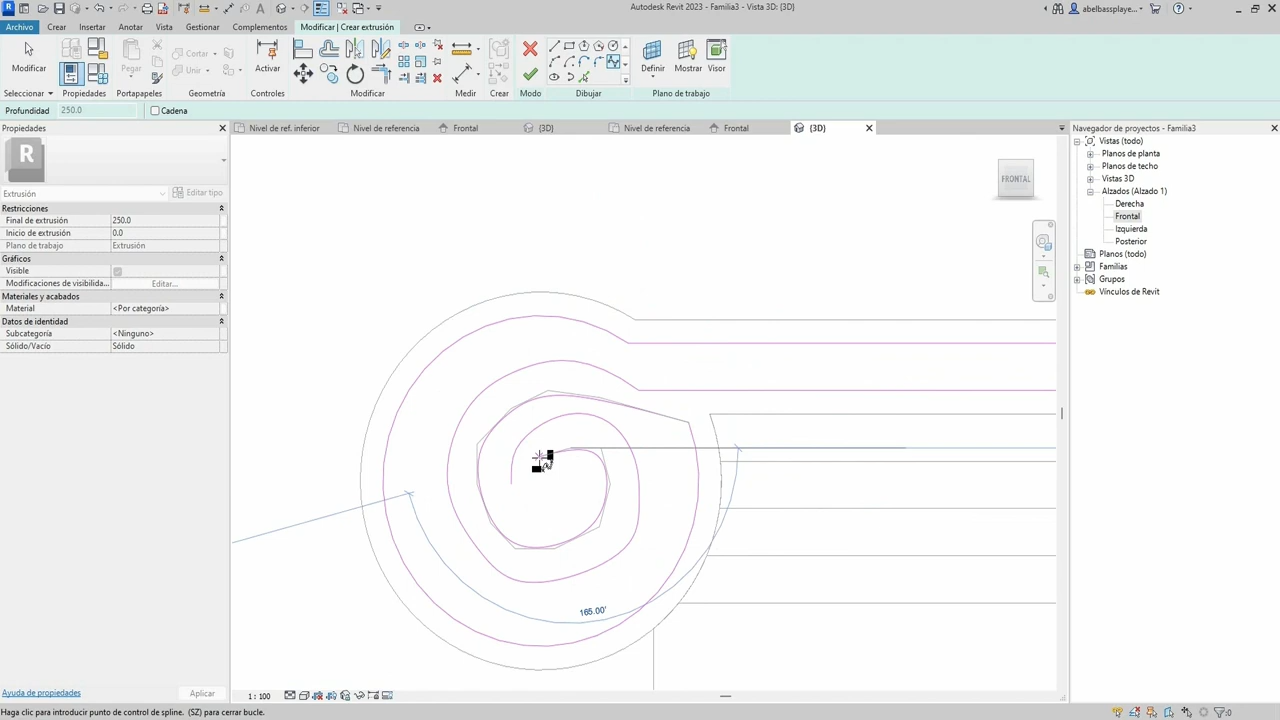 Autodesk Revit 2023 - Familia3 - Vista 3D: {3D}
abelbassplaye...
Archivo Crear Insertar Anotar Vista Gestionar Complementos Modificar | Crear extrusión
Modificar Pegar Cortar Unir Activar Definir Mostrar Visor
Seleccionar Propiedades Portapapeles Geometría Controles Modificar Medir Crear Modo Dibujar Plano de trabajo
Profundidad 250.0 Cadena
Propiedades
Nivel de ref. inferior Nivel de referencia Frontal {3D} Nivel de referencia Frontal {3D}
Navegador de proyectos - Familia3
R
Extrusión
Editar tipo
Restricciones
Final de extrusión 250.0
Inicio de extrusión 0.0
Plano de trabajo Extrusión
Gráficos
Visible
Modificaciones de visibilida... Editar...
Materiales y acabados
Material <Por categoría>
Datos de identidad
Subcategoría <Ninguno>
Sólido/Vacío Sólido
FRONTAL
Vistas (todo)
Planos de planta
Planos de techo
Vistas 3D
Alzados (Alzado 1)
Derecha
Frontal
Izquierda
Posterior
Planos (todo)
Familias
Grupos
Vínculos de Revit
165.00'
Ayuda de propiedades
Aplicar
1 : 100
Haga clic para introducir punto de control de spline. (SZ) para cerrar bucle.
:0